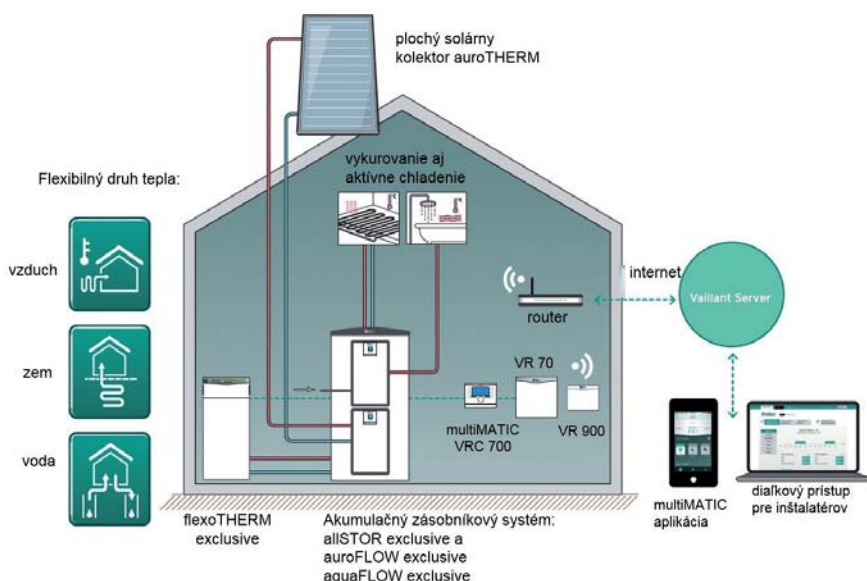 plochý solárny
kolektor auroTHERM
vykurovanie aj
aktívne chladenie
Flexibilný druh tepla:
vzduch
zem
voda
internet
router
Vaillant Server
VR 70
multiMATIC
VRC 700
VR 900
flexoTHERM
exclusive
Akumulačný zásobníkový systém:
allSTOR exclusive a
auroFLOW exclusive
aquaFLOW exclusive
multiMATIC
aplikácia
diaľkový prístup
pre inštalatérov